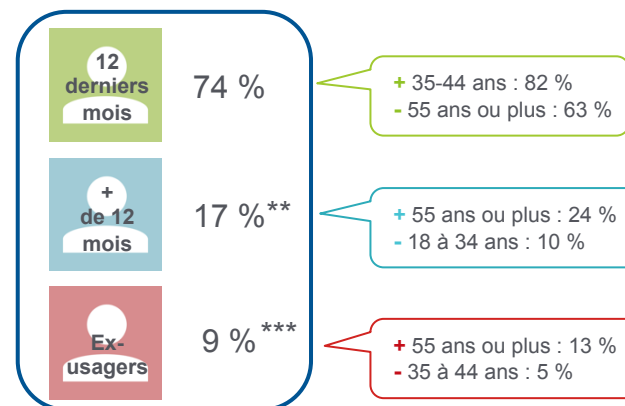 12
derniers
mois
74 %
+ 35-44 ans : 82 %
- 55 ans ou plus : 63 %
+
de 12
mois
17 %**
+ 55 ans ou plus : 24 %
- 18 à 34 ans : 10 %
Ex-
usagers
9 %***
+ 55 ans ou plus : 13 %
- 35 à 44 ans : 5 %